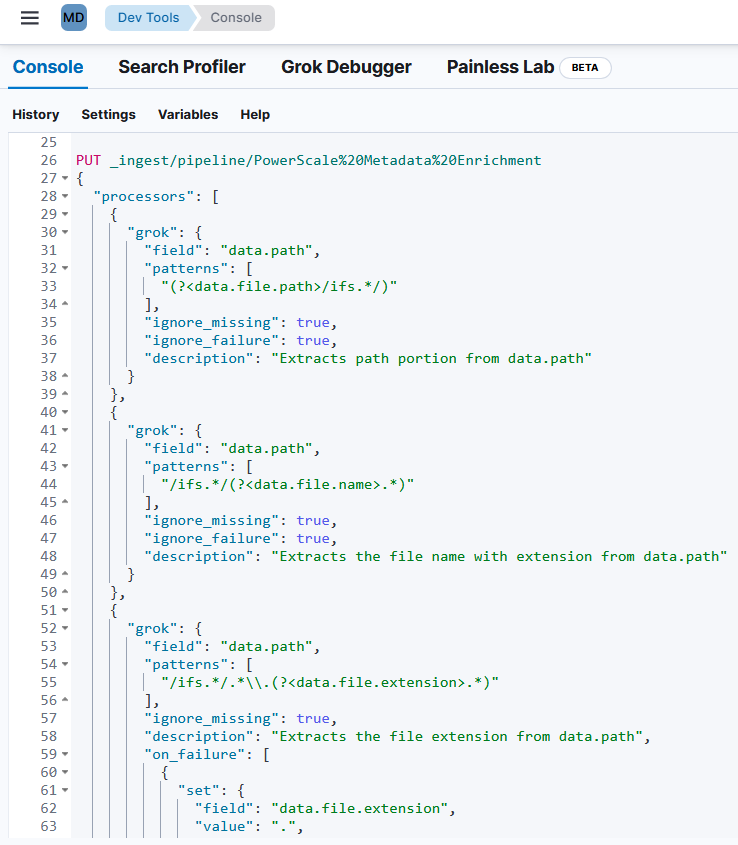 MD Dev Tools Console
Console Search Profiler Grok Debugger Painless Lab BETA
History Settings Variables Help
25
26 PUT _ingest/pipeline/PowerScale%20Metadata%20Enrichment
27 {
28 "processors": [
29 {
30 "grok": {
31 "field": "data.path",
32 "patterns": [
33 "(?<data.file.path>/ifs.*/)"
34 ],
35 "ignore_missing": true,
36 "ignore_failure": true,
37 "description": "Extracts path portion from data.path"
38 }
39 },
40 {
41 "grok": {
42 "field": "data.path",
43 "patterns": [
44 "/ifs.*/(?<data.file.name>.*)"
45 ],
46 "ignore_missing": true,
47 "ignore_failure": true,
48 "description": "Extracts the file name with extension from data.path"
49 }
50 },
51 {
52 "grok": {
53 "field": "data.path",
54 "patterns": [
55 "/ifs.*/.*\\.(?<data.file.extension>.*)"
56 ],
57 "ignore_missing": true,
58 "description": "Extracts the file extension from data.path",
59 "on_failure": [
60 {
61 "set": {
62 "field": "data.file.extension",
63 "value": ".",